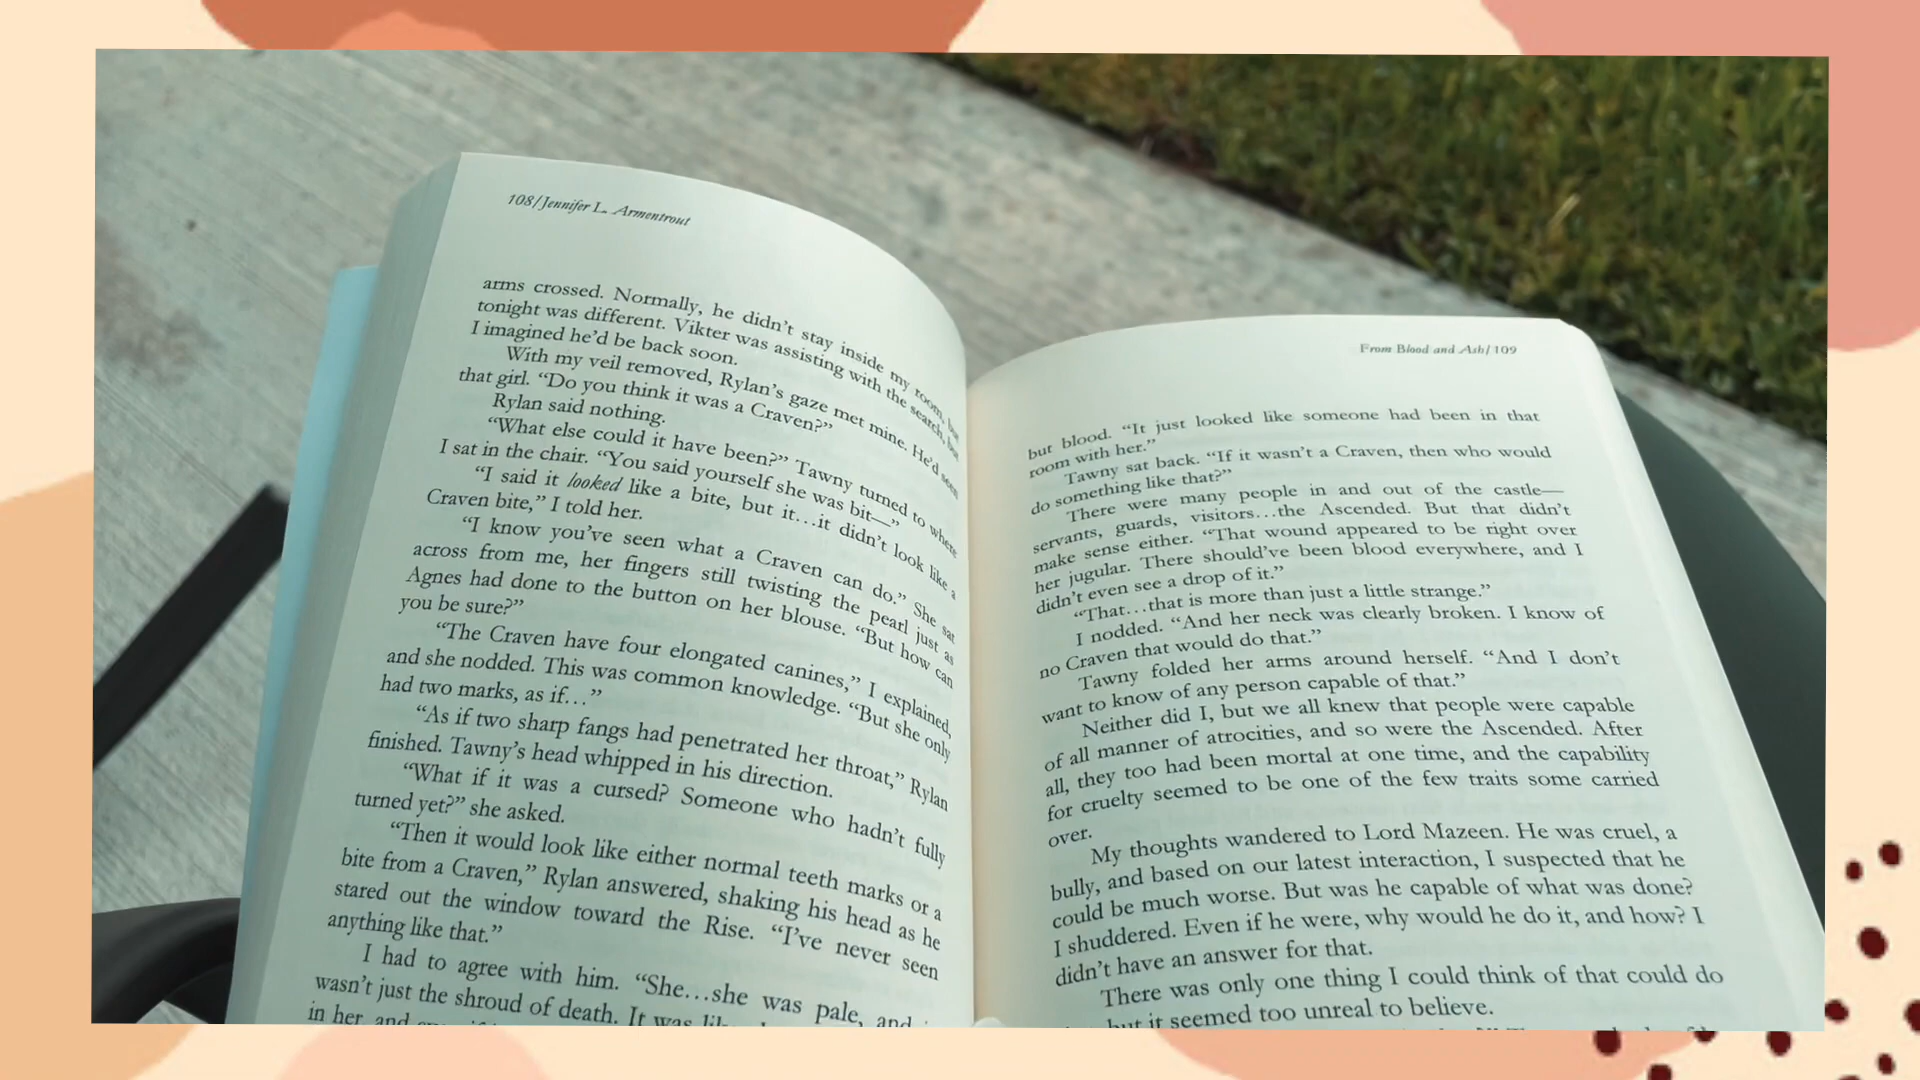 108/Jennifer L. Armentrout
arms crossed. Normally, he didn't stay inside my room, but
tonight was different. Vikter was assisting with the search, but
I imagined he'd be back soon.
With my veil removed, Rylan's gaze met mine. He'd seen
that girl. “Do you think it was a Craven?”
Rylan said nothing.
“What else could it have been?” Tawny turned to where
I sat in the chair. “You said yourself she was bit—”
“I said it looked like a bite, but it…it didn't look like a
Craven bite,” I told her.
“I know you've seen what a Craven can do.” She sat
across from me, her fingers still twisting the pearl just as
Agnes had done to the button on her blouse. “But how can
you be sure?”
“The Craven have four elongated canines,” I explained,
and she nodded. This was common knowledge. “But she only
had two marks, as if…”
“As if two sharp fangs had penetrated her throat,” Rylan
finished. Tawny's head whipped in his direction.
“What if it was a cursed? Someone who hadn't fully
turned yet?” she asked.
“Then it would look like either normal teeth marks or a
bite from a Craven,” Rylan answered, shaking his head as he
stared out the window toward the Rise. “I've never seen
anything like that.”
I had to agree with him. “She…she was pale, and
wasn't just the shroud of death. It was
in her, and
From Blood and Ash/109
but blood. “It just looked like someone had been in that
room with her.”
Tawny sat back. “If it wasn't a Craven, then who would
do something like that?”
There were many people in and out of the castle—
servants, guards, visitors…the Ascended. But that didn't
make sense either. “That wound appeared to be right over
her jugular. There should've been blood everywhere, and I
didn't even see a drop of it.”
“That…that is more than just a little strange.”
I nodded. “And her neck was clearly broken. I know of
no Craven that would do that.”
Tawny folded her arms around herself. “And I don't
want to know of any person capable of that.”
Neither did I, but we all knew that people were capable
of all manner of atrocities, and so were the Ascended. After
all, they too had been mortal at one time, and the capability
for cruelty seemed to be one of the few traits some carried
over.
My thoughts wandered to Lord Mazeen. He was cruel, a
bully, and based on our latest interaction, I suspected that he
could be much worse. But was he capable of what was done?
I shuddered. Even if he were, why would he do it, and how? I
didn't have an answer for that.
There was only one thing I could think of that could do
but it seemed too unreal to believe.